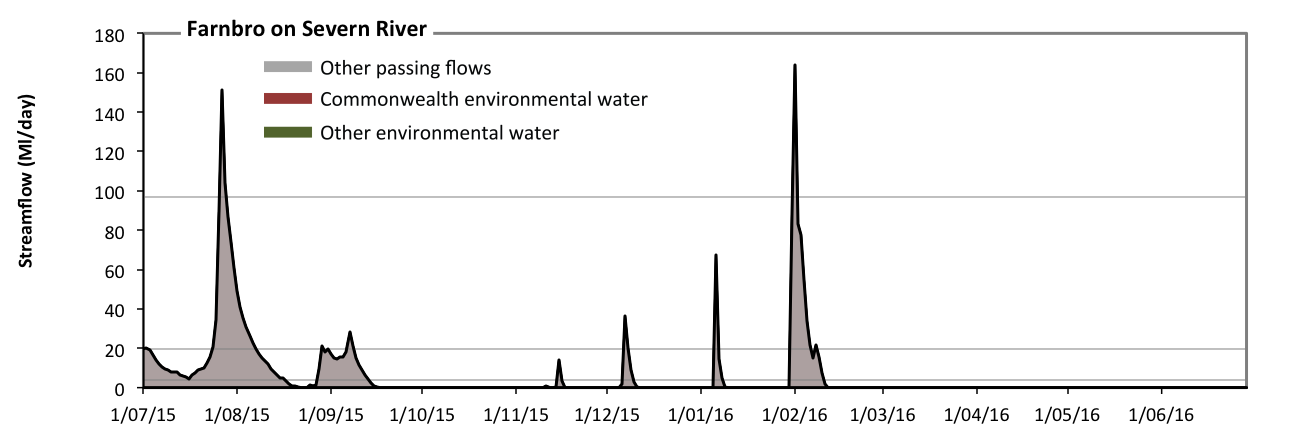 Farnbro on Severn River
Other passing flows
Commonwealth environmental water
Other environmental water
Streamflow (Ml/day)
180
160
140
120
100
80
60
40
20
0
1/07/15 1/08/15 1/09/15 1/10/15 1/11/15 1/12/15 1/01/16 1/02/16 1/03/16 1/04/16 1/05/16 1/06/16